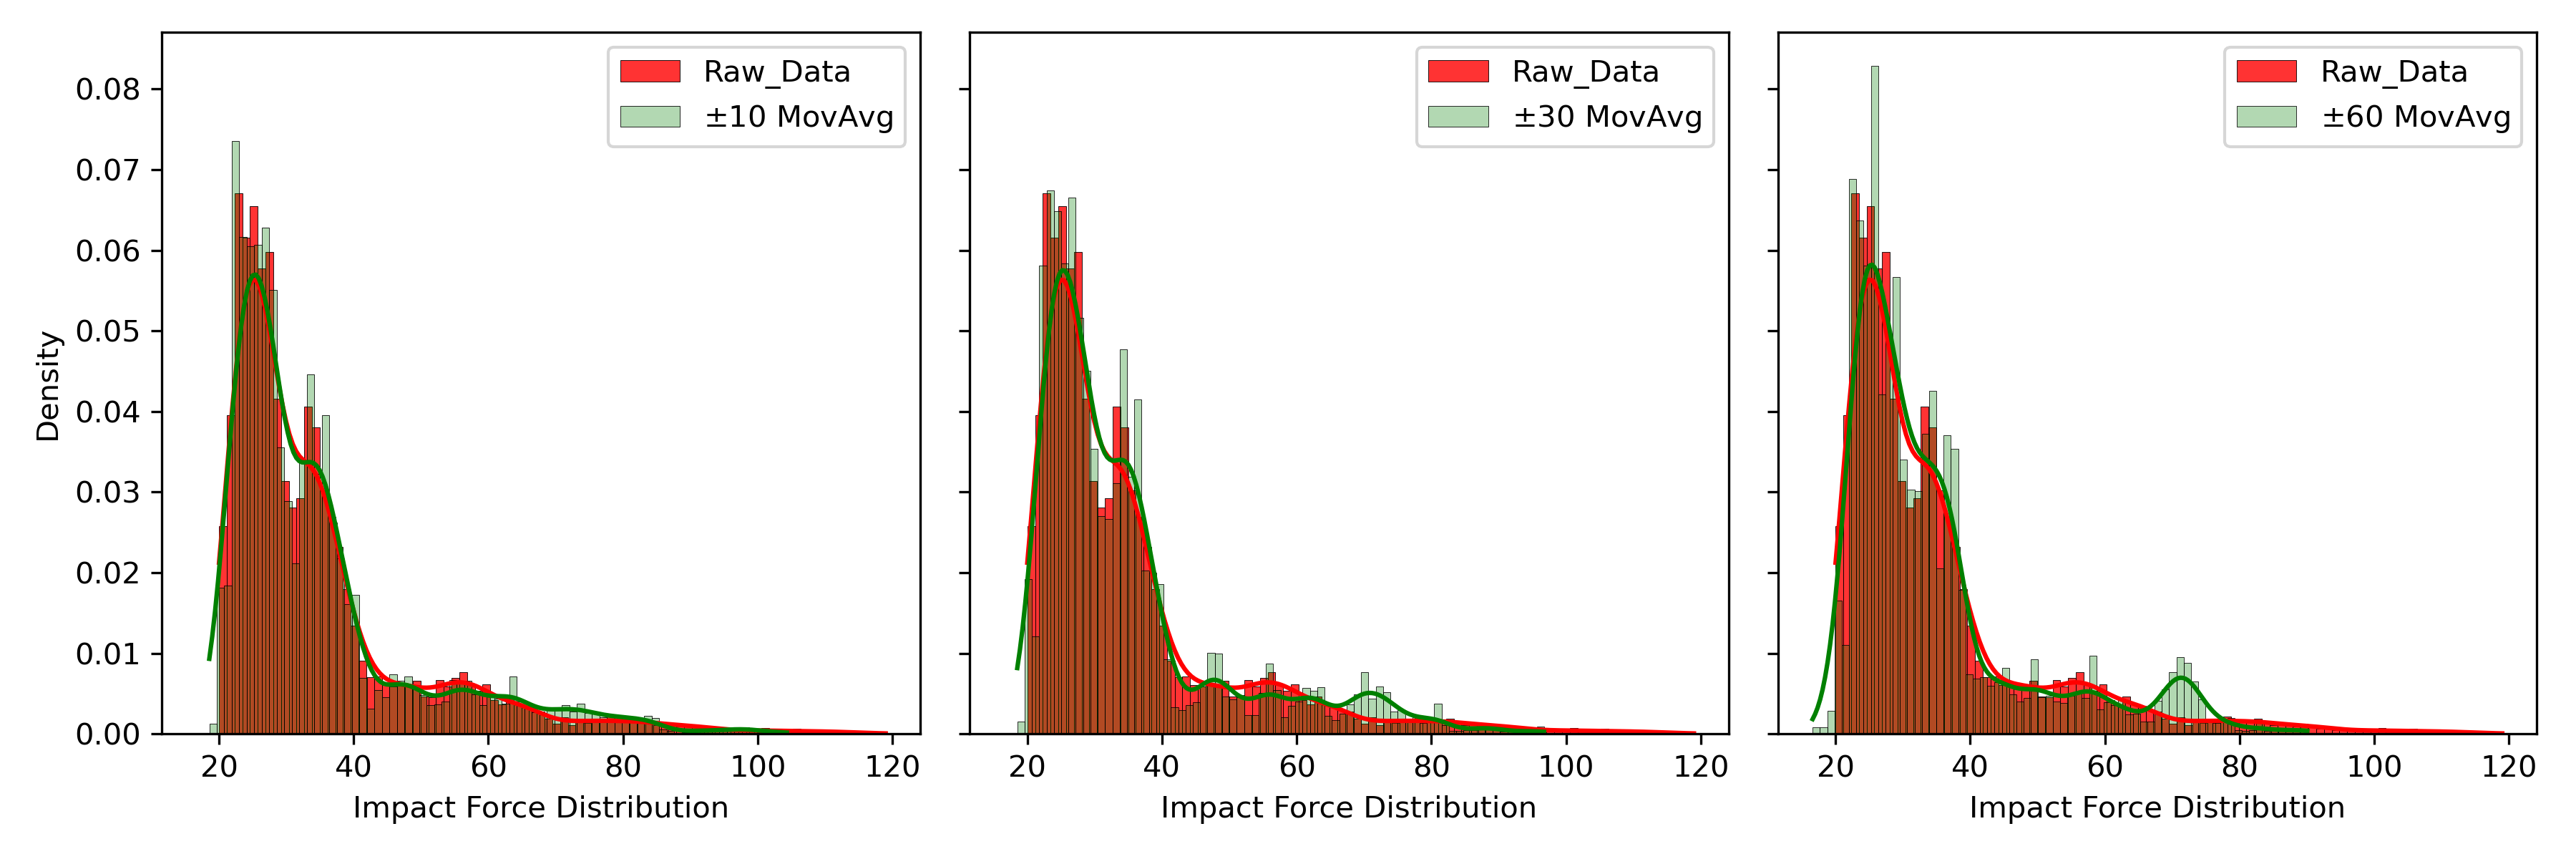 Raw_Data
±10 MovAvg
Raw_Data
±30 MovAvg
Raw_Data
±60 MovAvg
Density
0.08
0.07
0.06
0.05
0.04
0.03
0.02
0.01
0.00
20 40 60 80 100 120
20 40 60 80 100 120
20 40 60 80 100 120
Impact Force Distribution
Impact Force Distribution
Impact Force Distribution